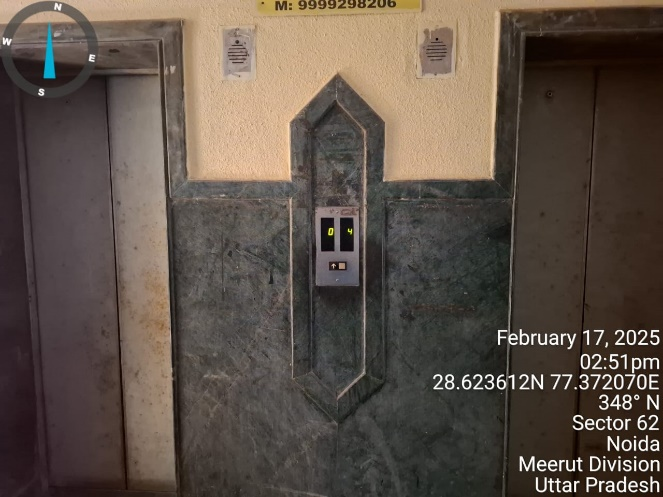 N
W
E
S
M: 9999298206
0 4
February 17, 2025
02:51pm
28.623612N 77.372070E
348° N
Sector 62
Noida
Meerut Division
Uttar Pradesh